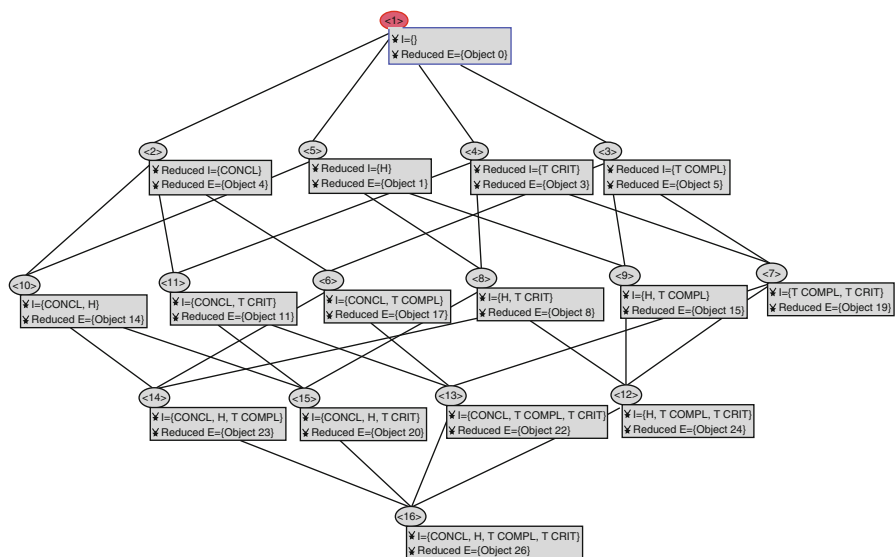 <1>
¥ I={}
¥ Reduced E={Object 0}
<2>
¥ Reduced I={CONCL}
¥ Reduced E={Object 4}
<5>
¥ Reduced I={H}
¥ Reduced E={Object 1}
<4>
¥ Reduced I={T CRIT}
¥ Reduced E={Object 3}
<3>
¥ Reduced I={T COMPL}
¥ Reduced E={Object 5}
<10>
¥ I={CONCL, H}
¥ Reduced E={Object 14}
<11>
¥ I={CONCL, T CRIT}
¥ Reduced E={Object 11}
<6>
¥ I={CONCL, T COMPL}
¥ Reduced E={Object 17}
<8>
¥ I={H, T CRIT}
¥ Reduced E={Object 8}
<9>
¥ I={H, T COMPL}
¥ Reduced E={Object 15}
<7>
¥ I={T COMPL, T CRIT}
¥ Reduced E={Object 19}
<14>
¥ I={CONCL, H, T COMPL}
¥ Reduced E={Object 23}
<15>
¥ I={CONCL, H, T CRIT}
¥ Reduced E={Object 20}
<13>
¥ I={CONCL, T COMPL, T CRIT}
¥ Reduced E={Object 22}
<12>
¥ I={H, T COMPL, T CRIT}
¥ Reduced E={Object 24}
<16>
¥ I={CONCL, H, T COMPL, T CRIT}
¥ Reduced E={Object 26}